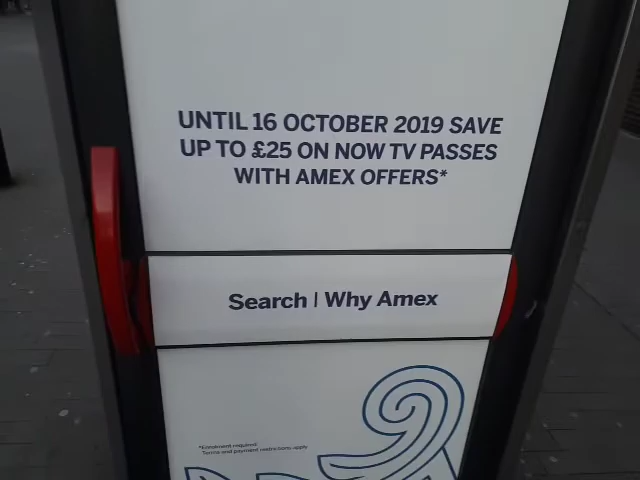 UNTIL 16 OCTOBER 2019 SAVE
UP TO £25 ON NOW TV PASSES
WITH AMEX OFFERS*
Search | Why Amex
*Enrolment required.
Terms and payment restrictions apply